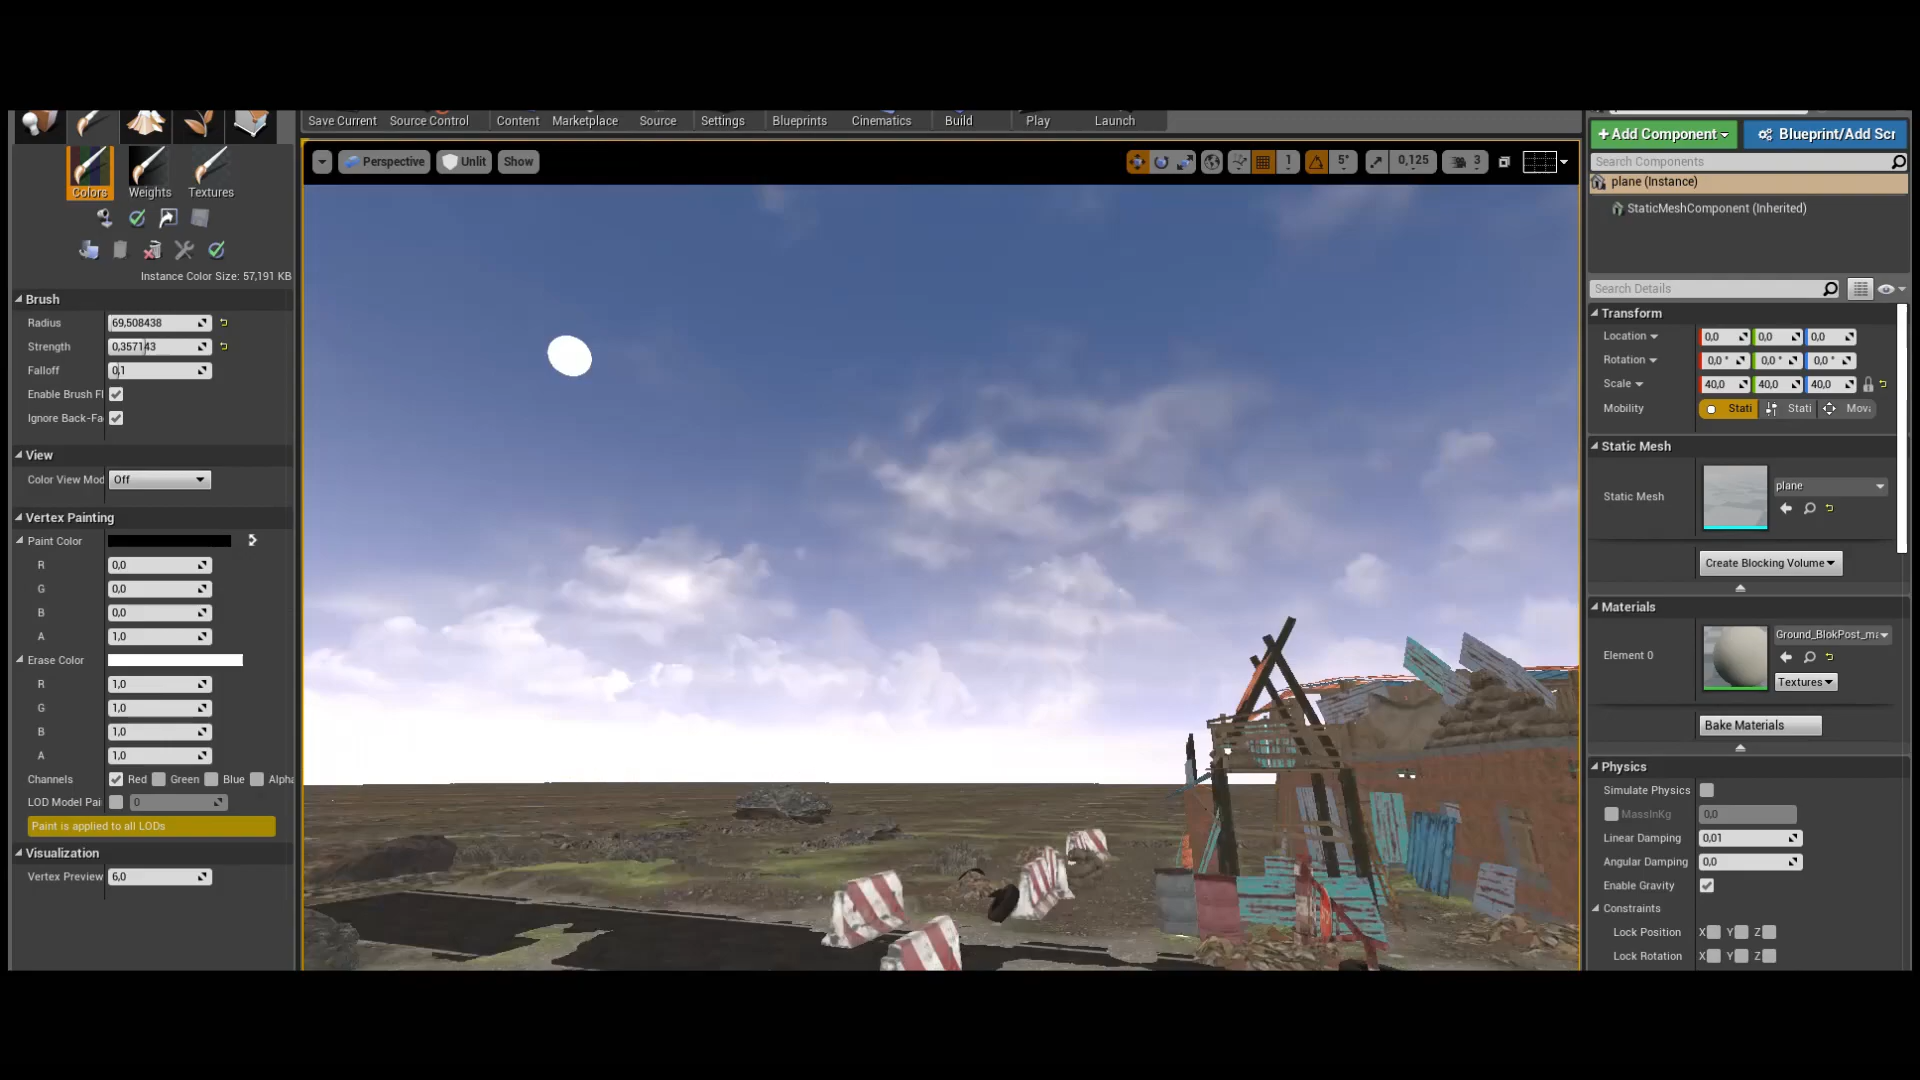 Save Current
Source Control
Content
Marketplace
Source
Settings
Blueprints
Cinematics
Build
Play
Launch
Colors
Weights
Textures
Instance Color Size: 57,191 KB
Brush
Radius 69,508438
Strength 0,357143
Falloff 0,1
Enable Brush Fl
Ignore Back-Fa
View
Color View Mod Off
Vertex Painting
Paint Color
R 0,0
G 0,0
B 0,0
A 1,0
Erase Color
R 1,0
G 1,0
B 1,0
A 1,0
Channels Red Green Blue Alpha
LOD Model Pai 0
Paint is applied to all LODs
Visualization
Vertex Preview 6,0
Perspective
Unlit
Show
1
5°
0,125
3
+Add Component
Blueprint/Add Scr
Search Components
plane (Instance)
StaticMeshComponent (Inherited)
Search Details
Transform
Location 0,0 0,0 0,0
Rotation 0,0 ° 0,0 ° 0,0 °
Scale 40,0 40,0 40,0
Mobility Stati Stati Mova
Static Mesh
Static Mesh plane
Create Blocking Volume
Materials
Element 0 Ground_BlokPost_ma
Textures
Bake Materials
Physics
Simulate Physics
MassInKg 0,0
Linear Damping 0,01
Angular Damping 0,0
Enable Gravity
Constraints
Lock Position X Y Z
Lock Rotation X Y Z